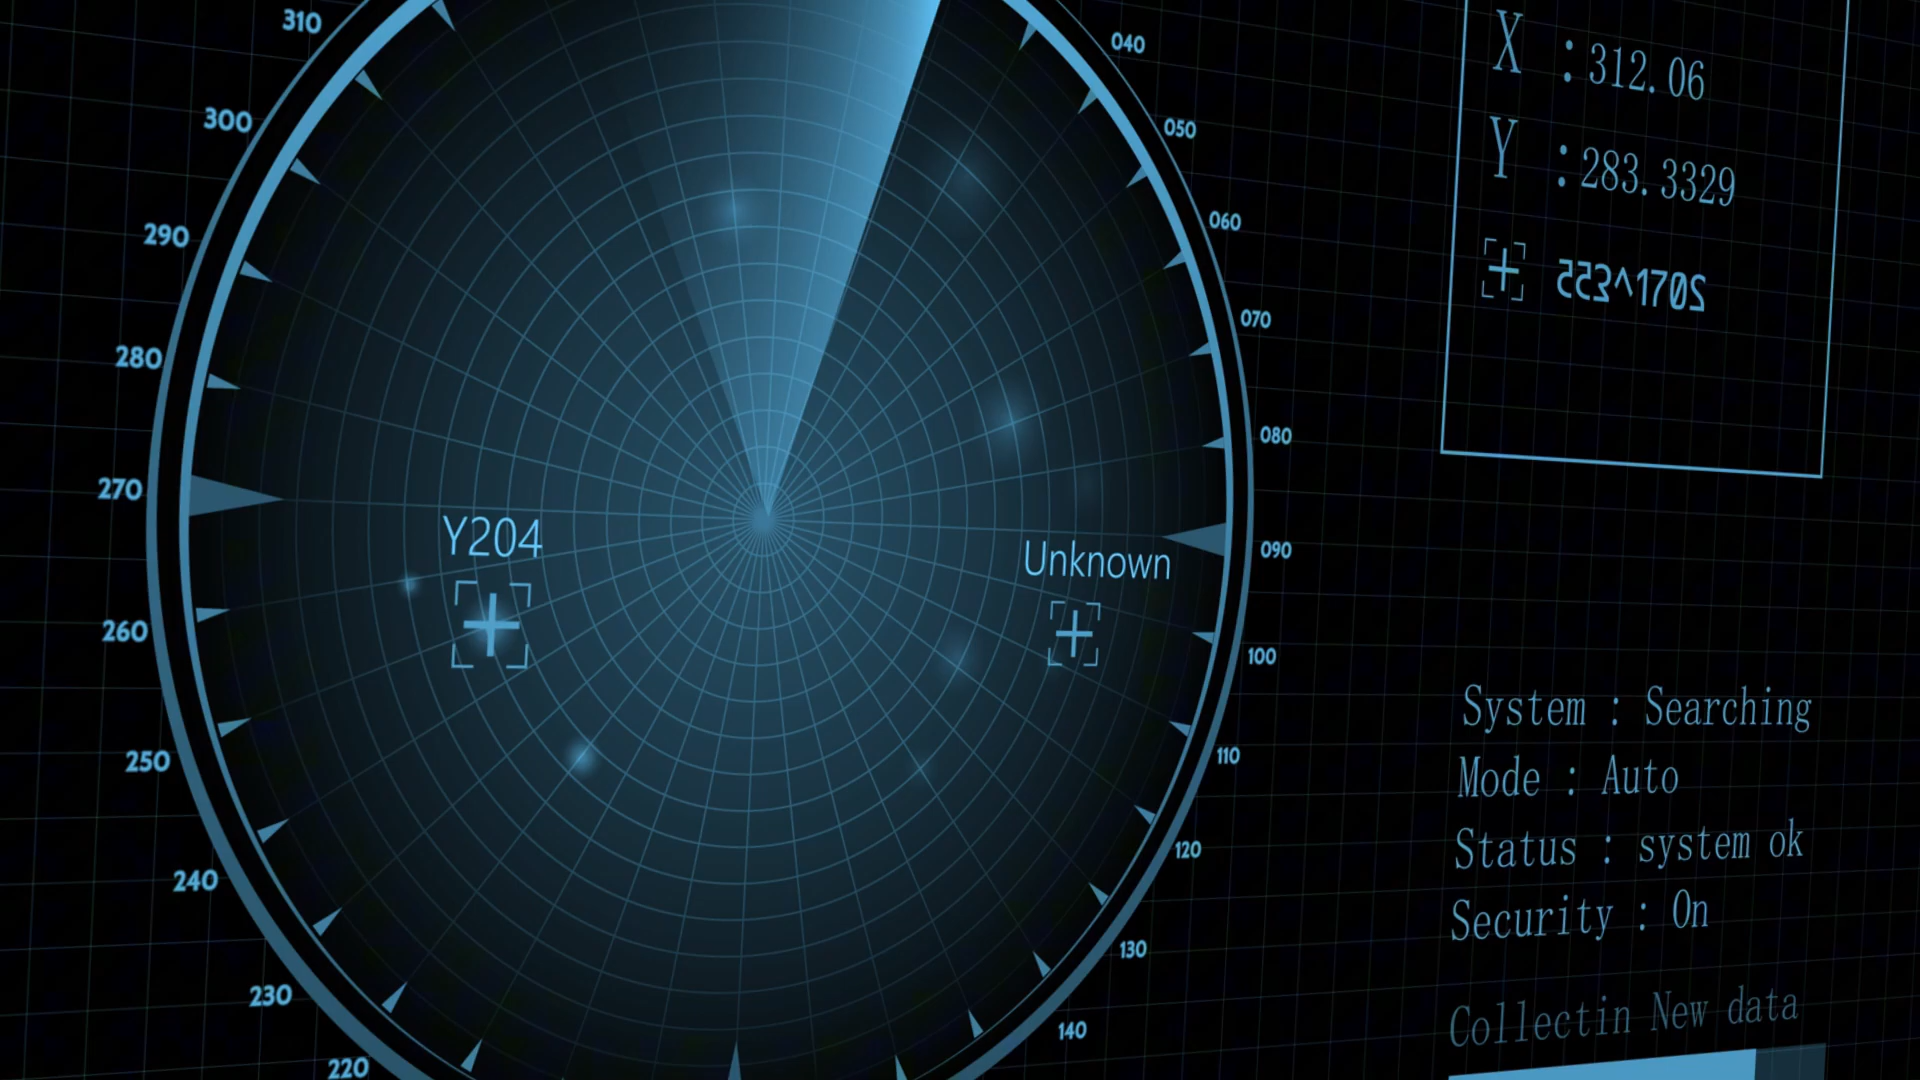 310
300
290
280
270
260
250
240
230
220
040
050
060
070
080
090
100
110
120
130
140
Y204
Unknown
X : 312.06
Y : 283.3329
System : Searching
Mode : Auto
Status : system ok
Security : On
Collectin New data